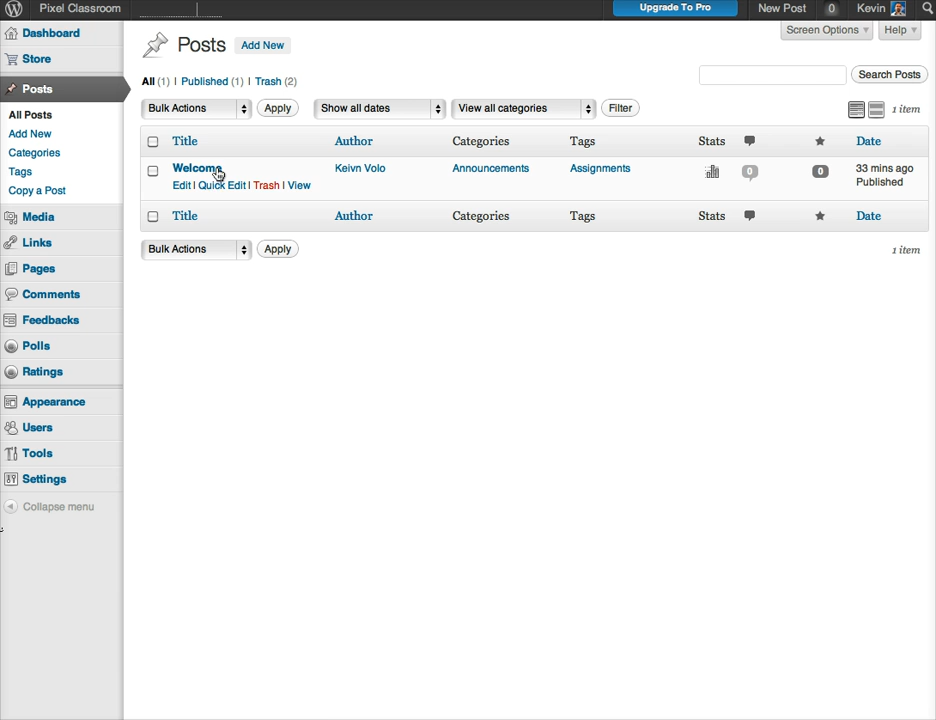 Pixel Classroom Upgrade To Pro New Post 0 Kevin
Dashboard
Store
Posts
All Posts
Add New
Categories
Tags
Copy a Post
Media
Links
Pages
Comments
Feedbacks
Polls
Ratings
Appearance
Users
Tools
Settings
Collapse menu
Screen Options Help
Posts Add New
All (1) | Published (1) | Trash (2) Search Posts
Bulk Actions Apply Show all dates View all categories Filter 1 item
Title Author Categories Tags Stats Date
Welcome Keivn Volo Announcements Assignments 0 0 33 mins ago
Edit | Quick Edit | Trash | View Published
Title Author Categories Tags Stats Date
Bulk Actions Apply 1 item